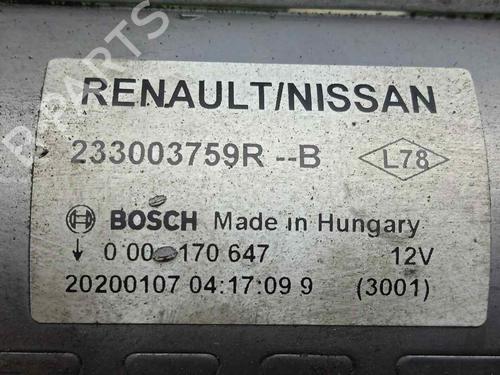 PARTS
RENAULT/NISSAN
233003759R --B
L78
BOSCH Made in Hungary
0 00 170 647 12V
20200107 04:17:09 9 (3001)